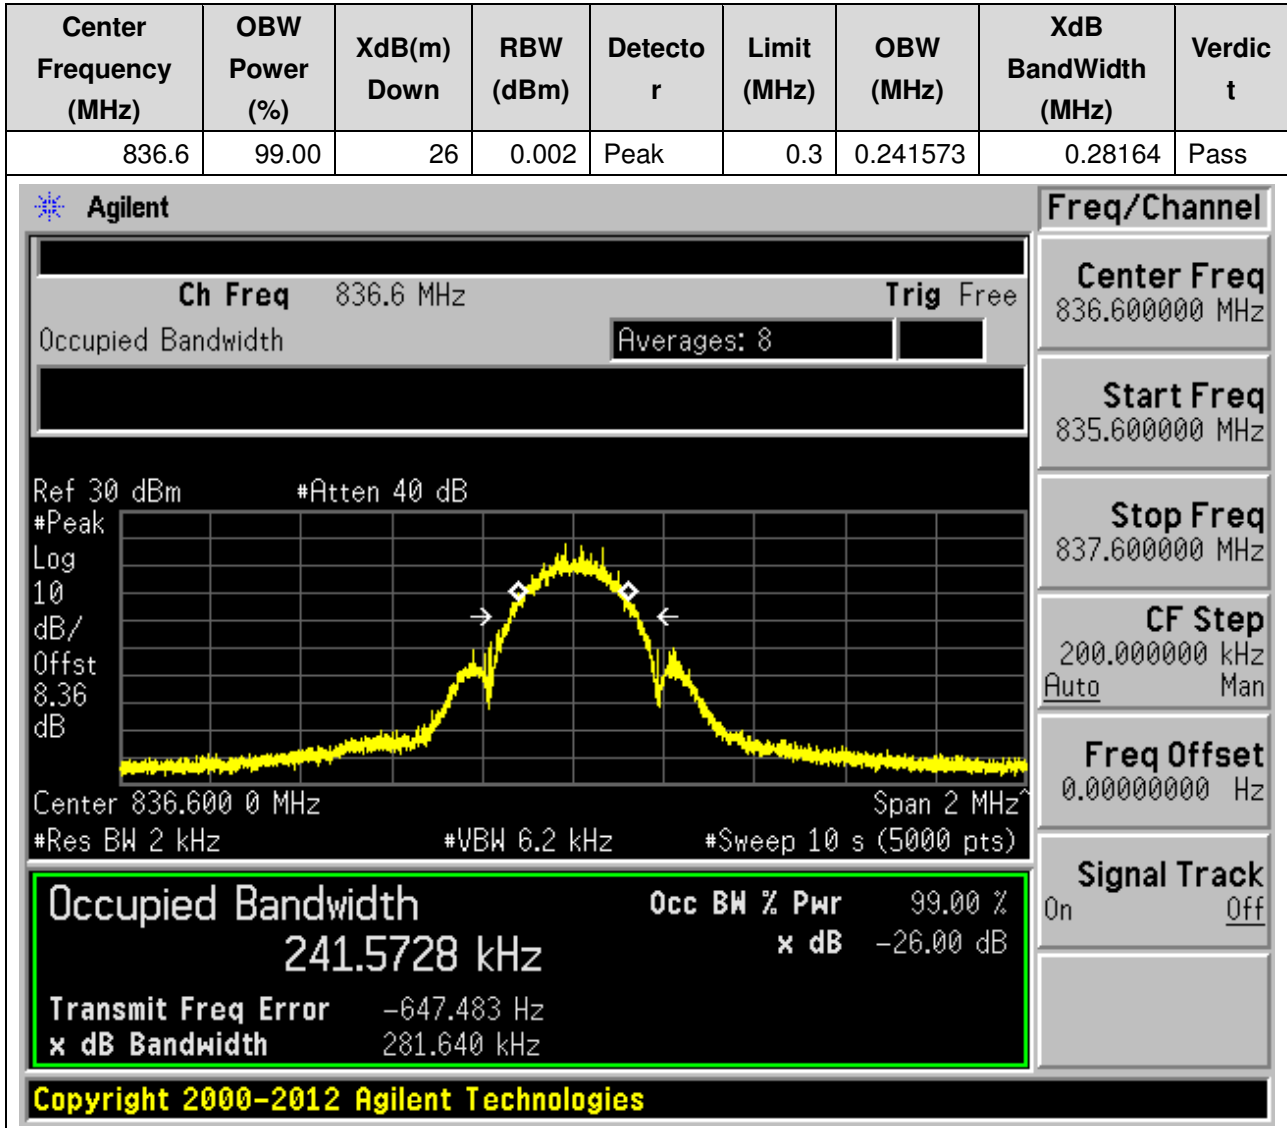 Center Frequency (MHz) OBW Power (%) XdB(m) Down RBW (dBm) Detecto r Limit (MHz) OBW (MHz) XdB BandWidth (MHz) Verdic t
836.6 99.00 26 0.002 Peak 0.3 0.241573 0.28164 Pass
Agilent
Ch Freq 836.6 MHz Trig Free
Occupied Bandwidth Averages: 8
Ref 30 dBm #Atten 40 dB
#Peak
Log
10
dB/
Offst
8.36
dB
Center 836.600 0 MHz Span 2 MHz^
#Res BW 2 kHz #VBW 6.2 kHz #Sweep 10 s (5000 pts)
Occupied Bandwidth Occ BW % Pwr 99.00 %
241.5728 kHz x dB -26.00 dB
Transmit Freq Error -647.483 Hz
x dB Bandwidth 281.640 kHz
Copyright 2000-2012 Agilent Technologies
Freq/Channel
Center Freq
836.600000 MHz
Start Freq
835.600000 MHz
Stop Freq
837.600000 MHz
CF Step
200.000000 kHz
Auto Man
Freq Offset
0.00000000 Hz
Signal Track
On Off